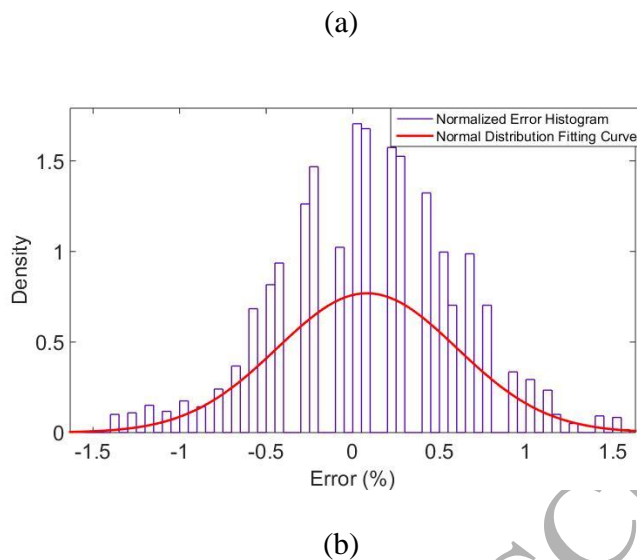 (a)
Normalized Error Histogram
Normal Distribution Fitting Curve
1.5
1
0.5
0
Density
-1.5 -1 -0.5 0 0.5 1 1.5
Error (%)
(b)